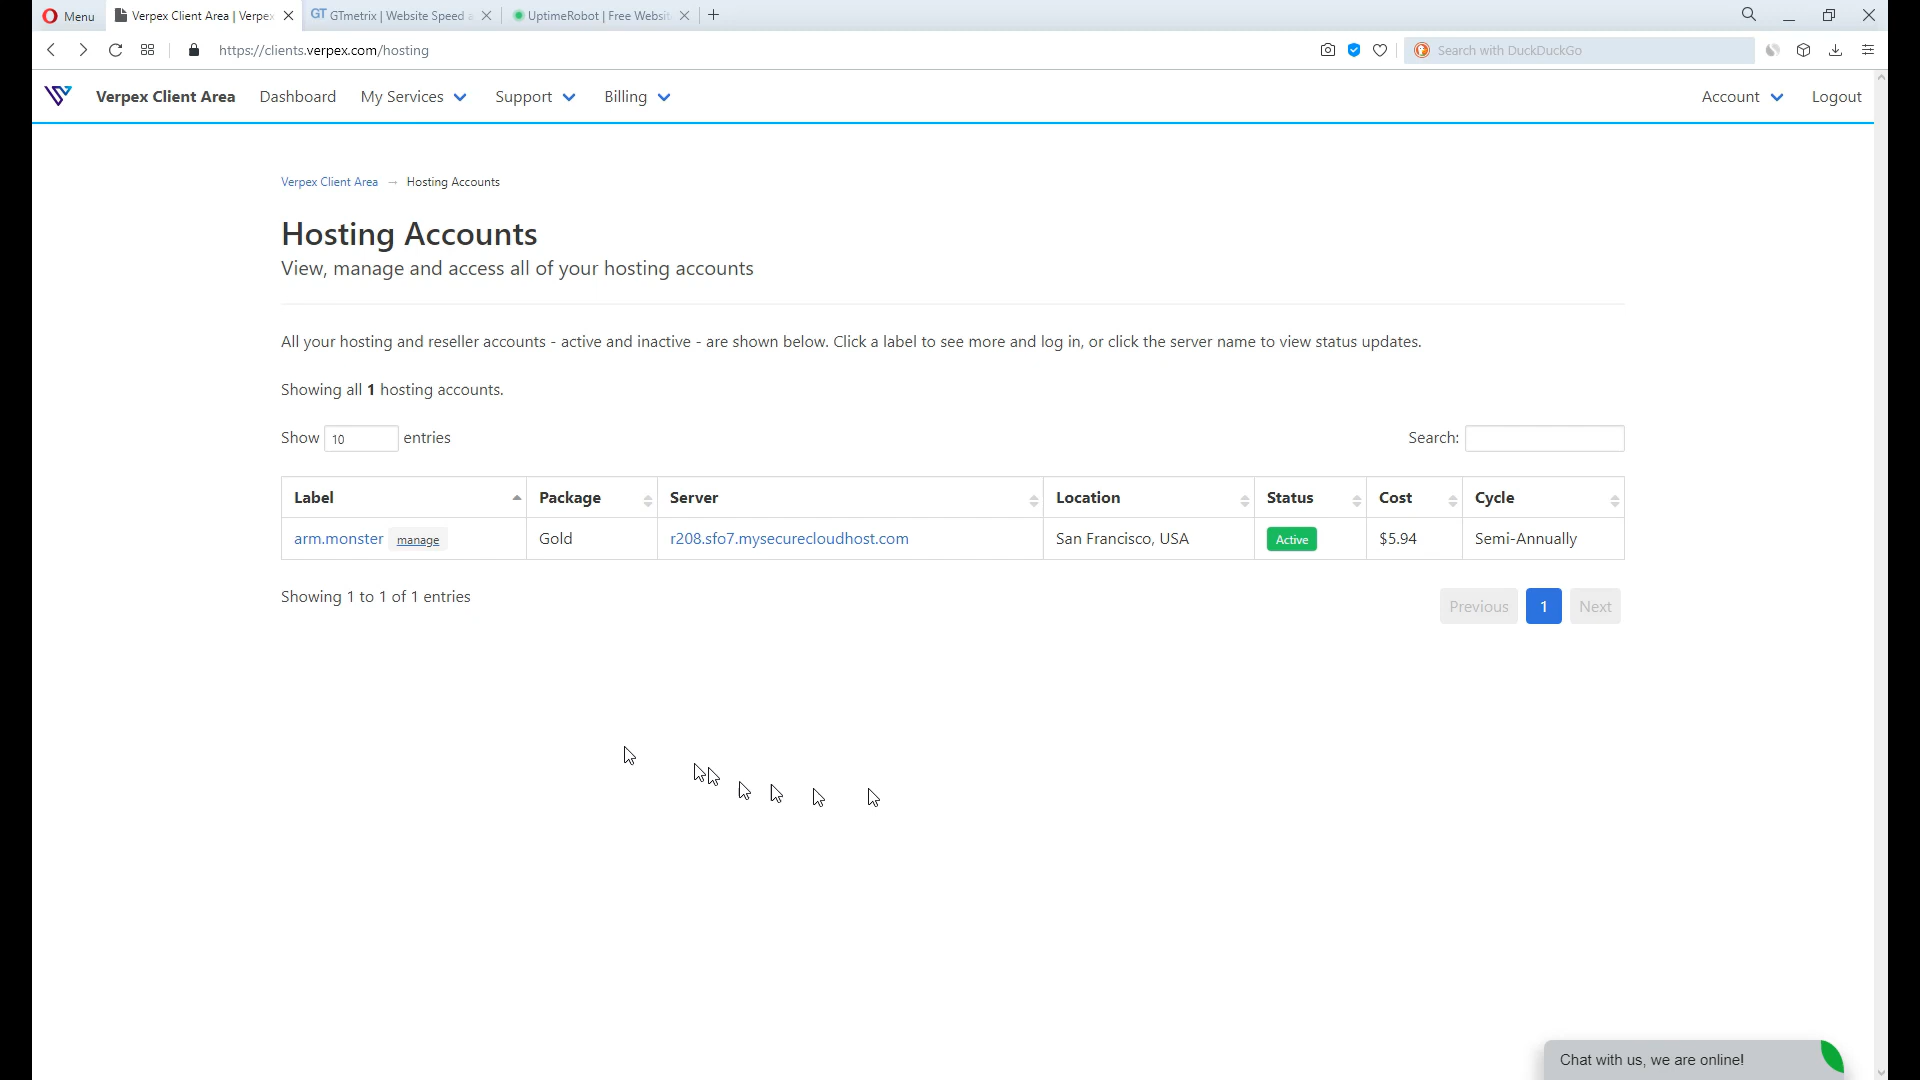 Menu
Verpex Client Area | Verpex
GTmetrix | Website Speed a
UptimeRobot | Free Websit
https://clients.verpex.com/hosting
Search with DuckDuckGo
Verpex Client Area
Dashboard
My Services
Support
Billing
Account
Logout
Verpex Client Area → Hosting Accounts
Hosting Accounts
View, manage and access all of your hosting accounts
All your hosting and reseller accounts - active and inactive - are shown below. Click a label to see more and log in, or click the server name to view status updates.
Showing all 1 hosting accounts.
Show 10 entries
Search:
Label Package Server Location Status Cost Cycle
arm.monster manage Gold r208.sfo7.mysecurecloudhost.com San Francisco, USA Active $5.94 Semi-Annually
Showing 1 to 1 of 1 entries
Previous 1 Next
Chat with us, we are online!